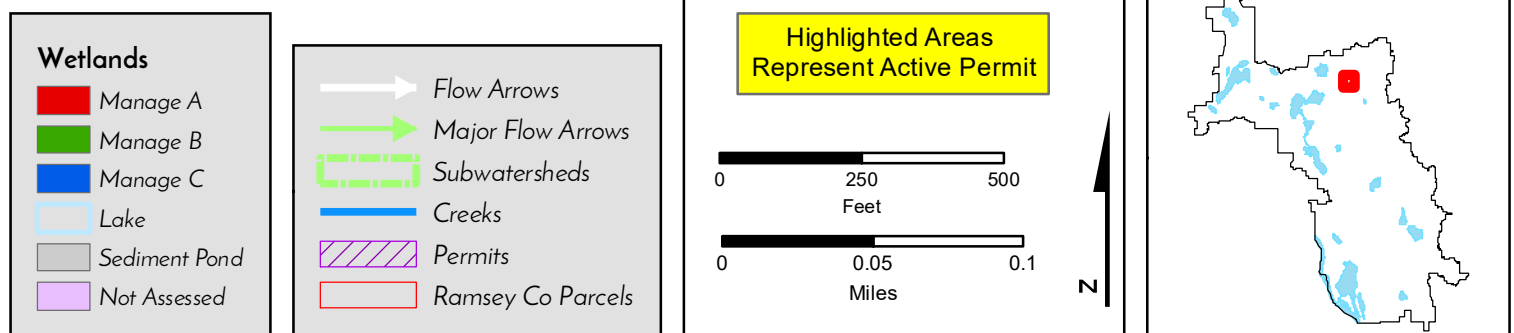 Wetlands
Manage A
Manage B
Manage C
Lake
Sediment Pond
Not Assessed
Flow Arrows
Major Flow Arrows
Subwatersheds
Creeks
Permits
Ramsey Co Parcels
Highlighted Areas
Represent Active Permit
0 250 500
Feet
0 0.05 0.1
Miles
N